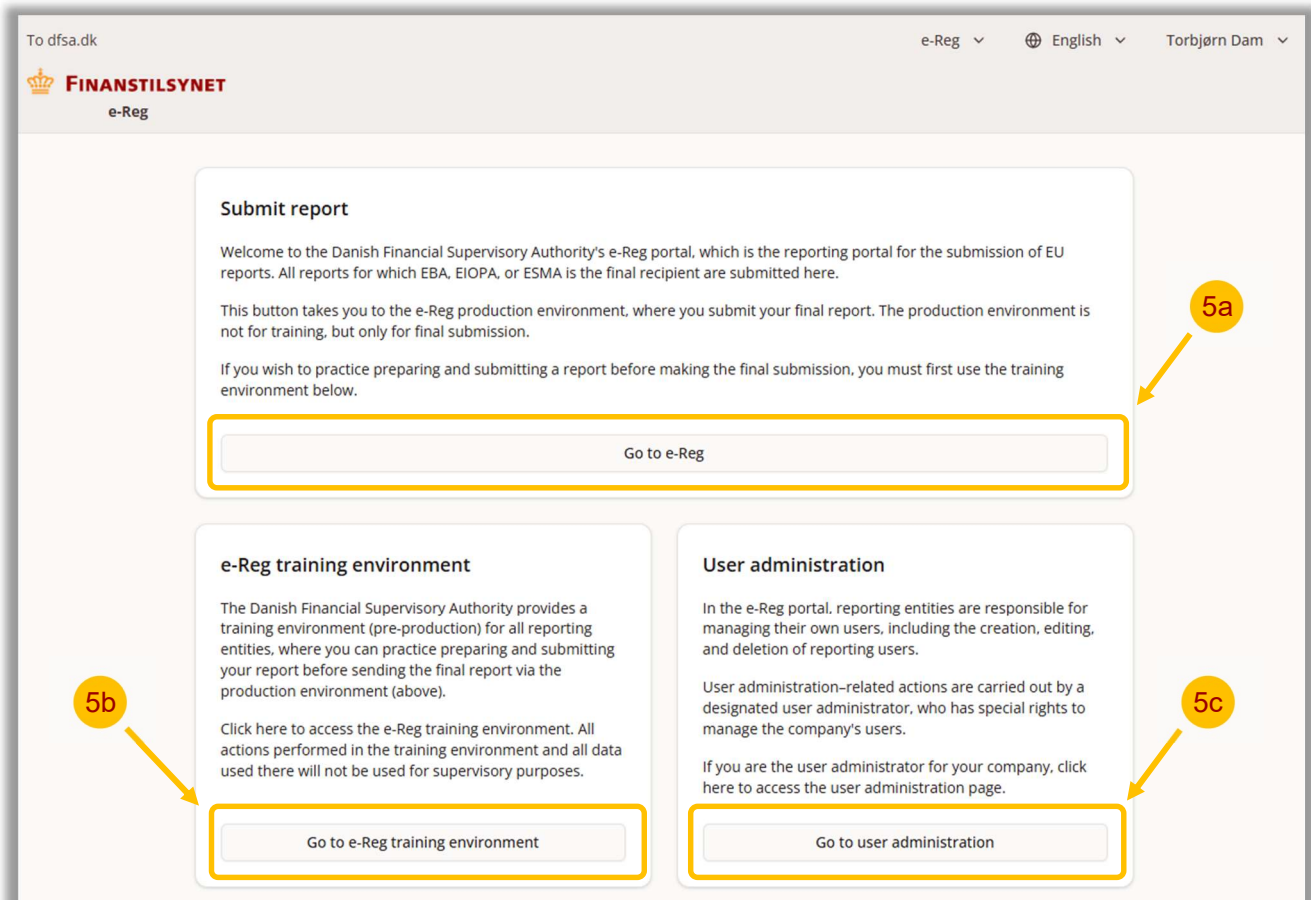 To dfsa.dk
e-Reg
English
Torbjørn Dam
FINANSTILSYNET
e-Reg
Submit report
Welcome to the Danish Financial Supervisory Authority's e-Reg portal, which is the reporting portal for the submission of EU
reports. All reports for which EBA, EIOPA, or ESMA is the final recipient are submitted here.
This button takes you to the e-Reg production environment, where you submit your final report. The production environment is
not for training, but only for final submission.
5a
If you wish to practice preparing and submitting a report before making the final submission, you must first use the training
environment below.
Go to e-Reg
e-Reg training environment
The Danish Financial Supervisory Authority provides a
training environment (pre-production) for all reporting
entities, where you can practice preparing and submitting
your report before sending the final report via the
production environment (above).
5b
Click here to access the e-Reg training environment. All
actions performed in the training environment and all data
used there will not be used for supervisory purposes.
Go to e-Reg training environment
User administration
In the e-Reg portal, reporting entities are responsible for
managing their own users, including the creation, editing,
and deletion of reporting users.
User administration–related actions are carried out by a
designated user administrator, who has special rights to
manage the company's users.
5c
If you are the user administrator for your company, click
here to access the user administration page.
Go to user administration